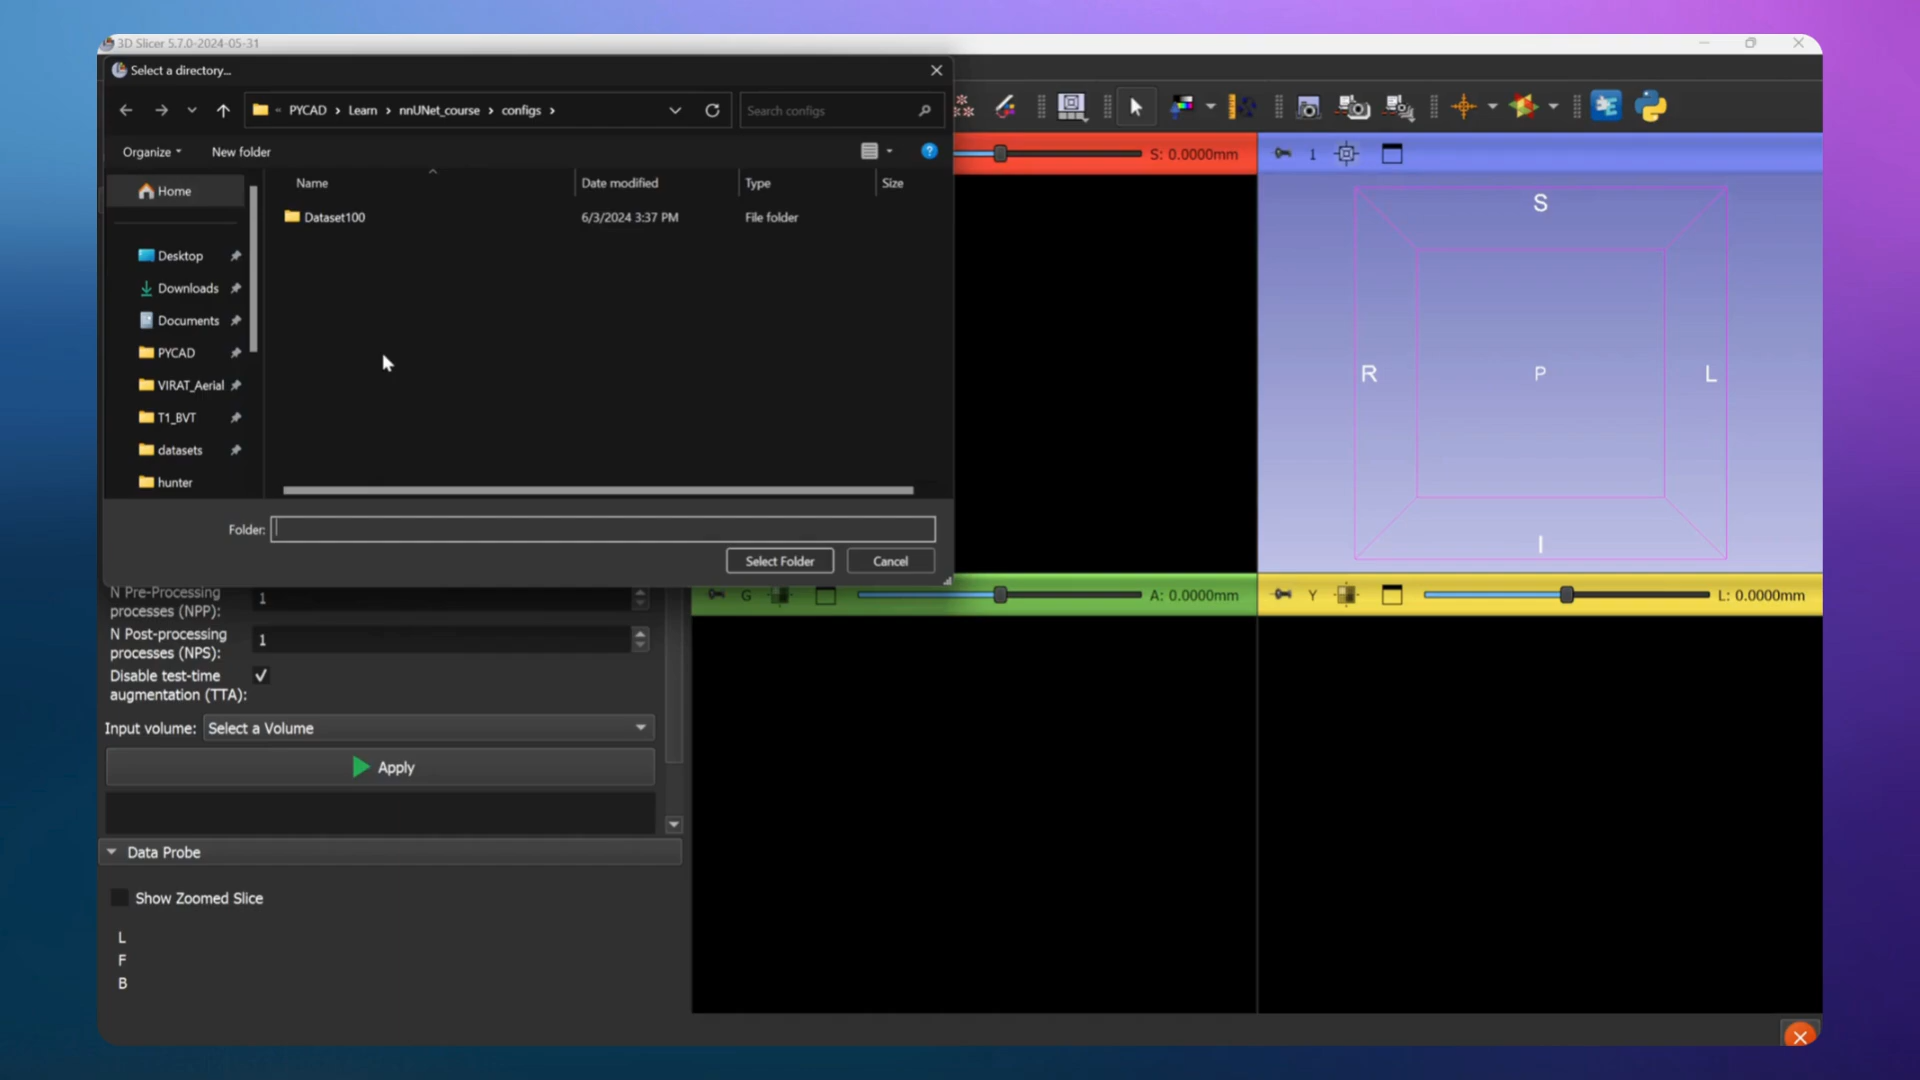 3D Slicer 5.7.0-2024-05-31
Select a directory...
« PYCAD › Learn › nnUNet_course › configs ›
Search configs
Organize
New folder
Name Date modified Type Size
Home
Dataset100 6/3/2024 3:37 PM File folder
Desktop
Downloads
Documents
PYCAD
VIRAT_Aerial
T1_BVT
datasets
hunter
Folder:
Select Folder
Cancel
S: 0.0000mm
1
S
R
P
L
I
G
A: 0.0000mm
Y
L: 0.0000mm
N Pre-Processing
processes (NPP):
1
N Post-processing
processes (NPS):
1
Disable test-time
augmentation (TTA):
Input volume: Select a Volume
Apply
Data Probe
Show Zoomed Slice
L
F
B